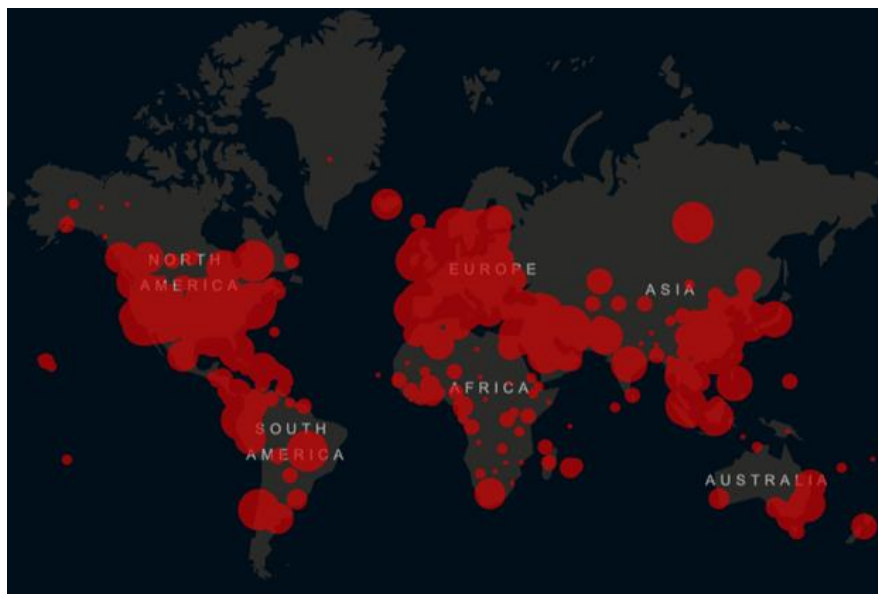 NORTH
AMERICA
EUROPE
ASIA
AFRICA
SOUTH
AMERICA
AUSTRALIA